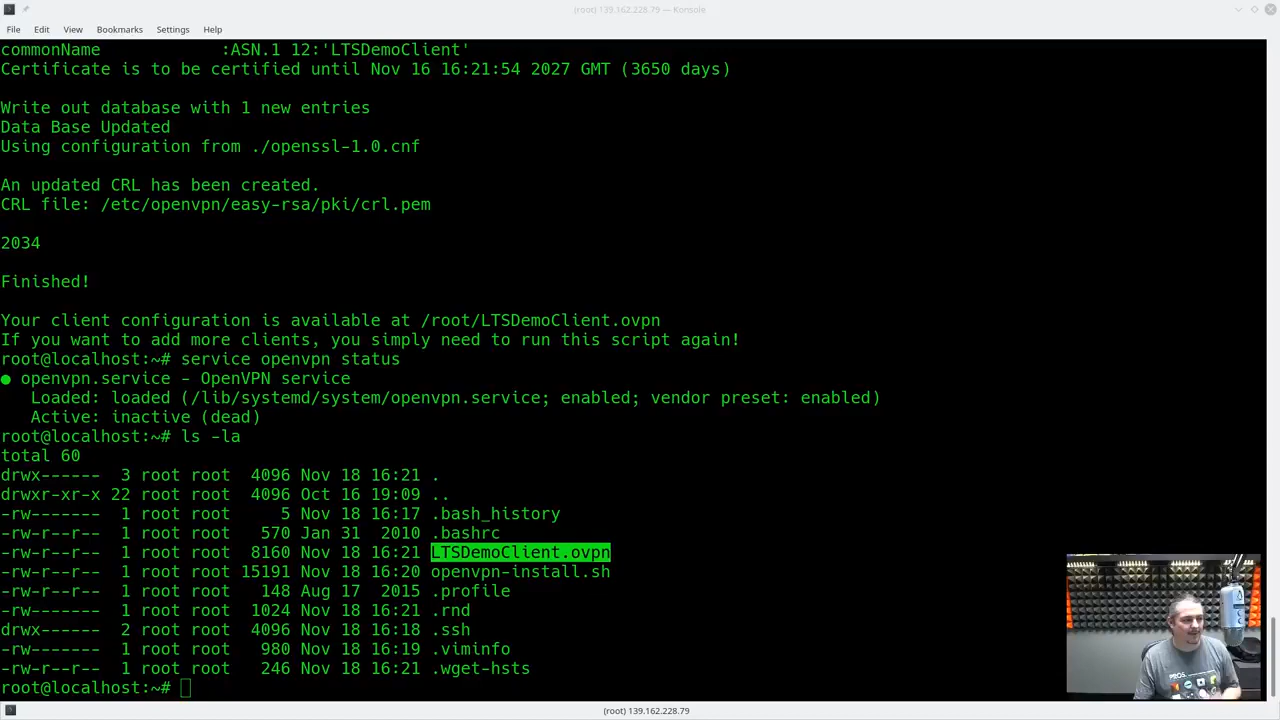 (root) 139.162.228.79 — Konsole
File Edit View Bookmarks Settings Help
commonName            :ASN.1 12:'LTSDemoClient'
Certificate is to be certified until Nov 16 16:21:54 2027 GMT (3650 days)
Write out database with 1 new entries
Data Base Updated
Using configuration from ./openssl-1.0.cnf
An updated CRL has been created.
CRL file: /etc/openvpn/easy-rsa/pki/crl.pem
2034
Finished!
Your client configuration is available at /root/LTSDemoClient.ovpn
If you want to add more clients, you simply need to run this script again!
root@localhost:~# service openvpn status
● openvpn.service - OpenVPN service
   Loaded: loaded (/lib/systemd/system/openvpn.service; enabled; vendor preset: enabled)
   Active: inactive (dead)
root@localhost:~# ls -la
total 60
drwx------  3 root root  4096 Nov 18 16:21 .
drwxr-xr-x 22 root root  4096 Oct 16 19:09 ..
-rw-------  1 root root     5 Nov 18 16:17 .bash_history
-rw-r--r--  1 root root   570 Jan 31  2010 .bashrc
-rw-r--r--  1 root root  8160 Nov 18 16:21 LTSDemoClient.ovpn
-rw-r--r--  1 root root 15191 Nov 18 16:20 openvpn-install.sh
-rw-r--r--  1 root root   148 Aug 17  2015 .profile
-rw-------  1 root root  1024 Nov 18 16:21 .rnd
drwx------  2 root root  4096 Nov 18 16:18 .ssh
-rw-------  1 root root   980 Nov 18 16:19 .viminfo
-rw-r--r--  1 root root   246 Nov 18 16:21 .wget-hsts
root@localhost:~#
PROS.
(root) 139.162.228.79